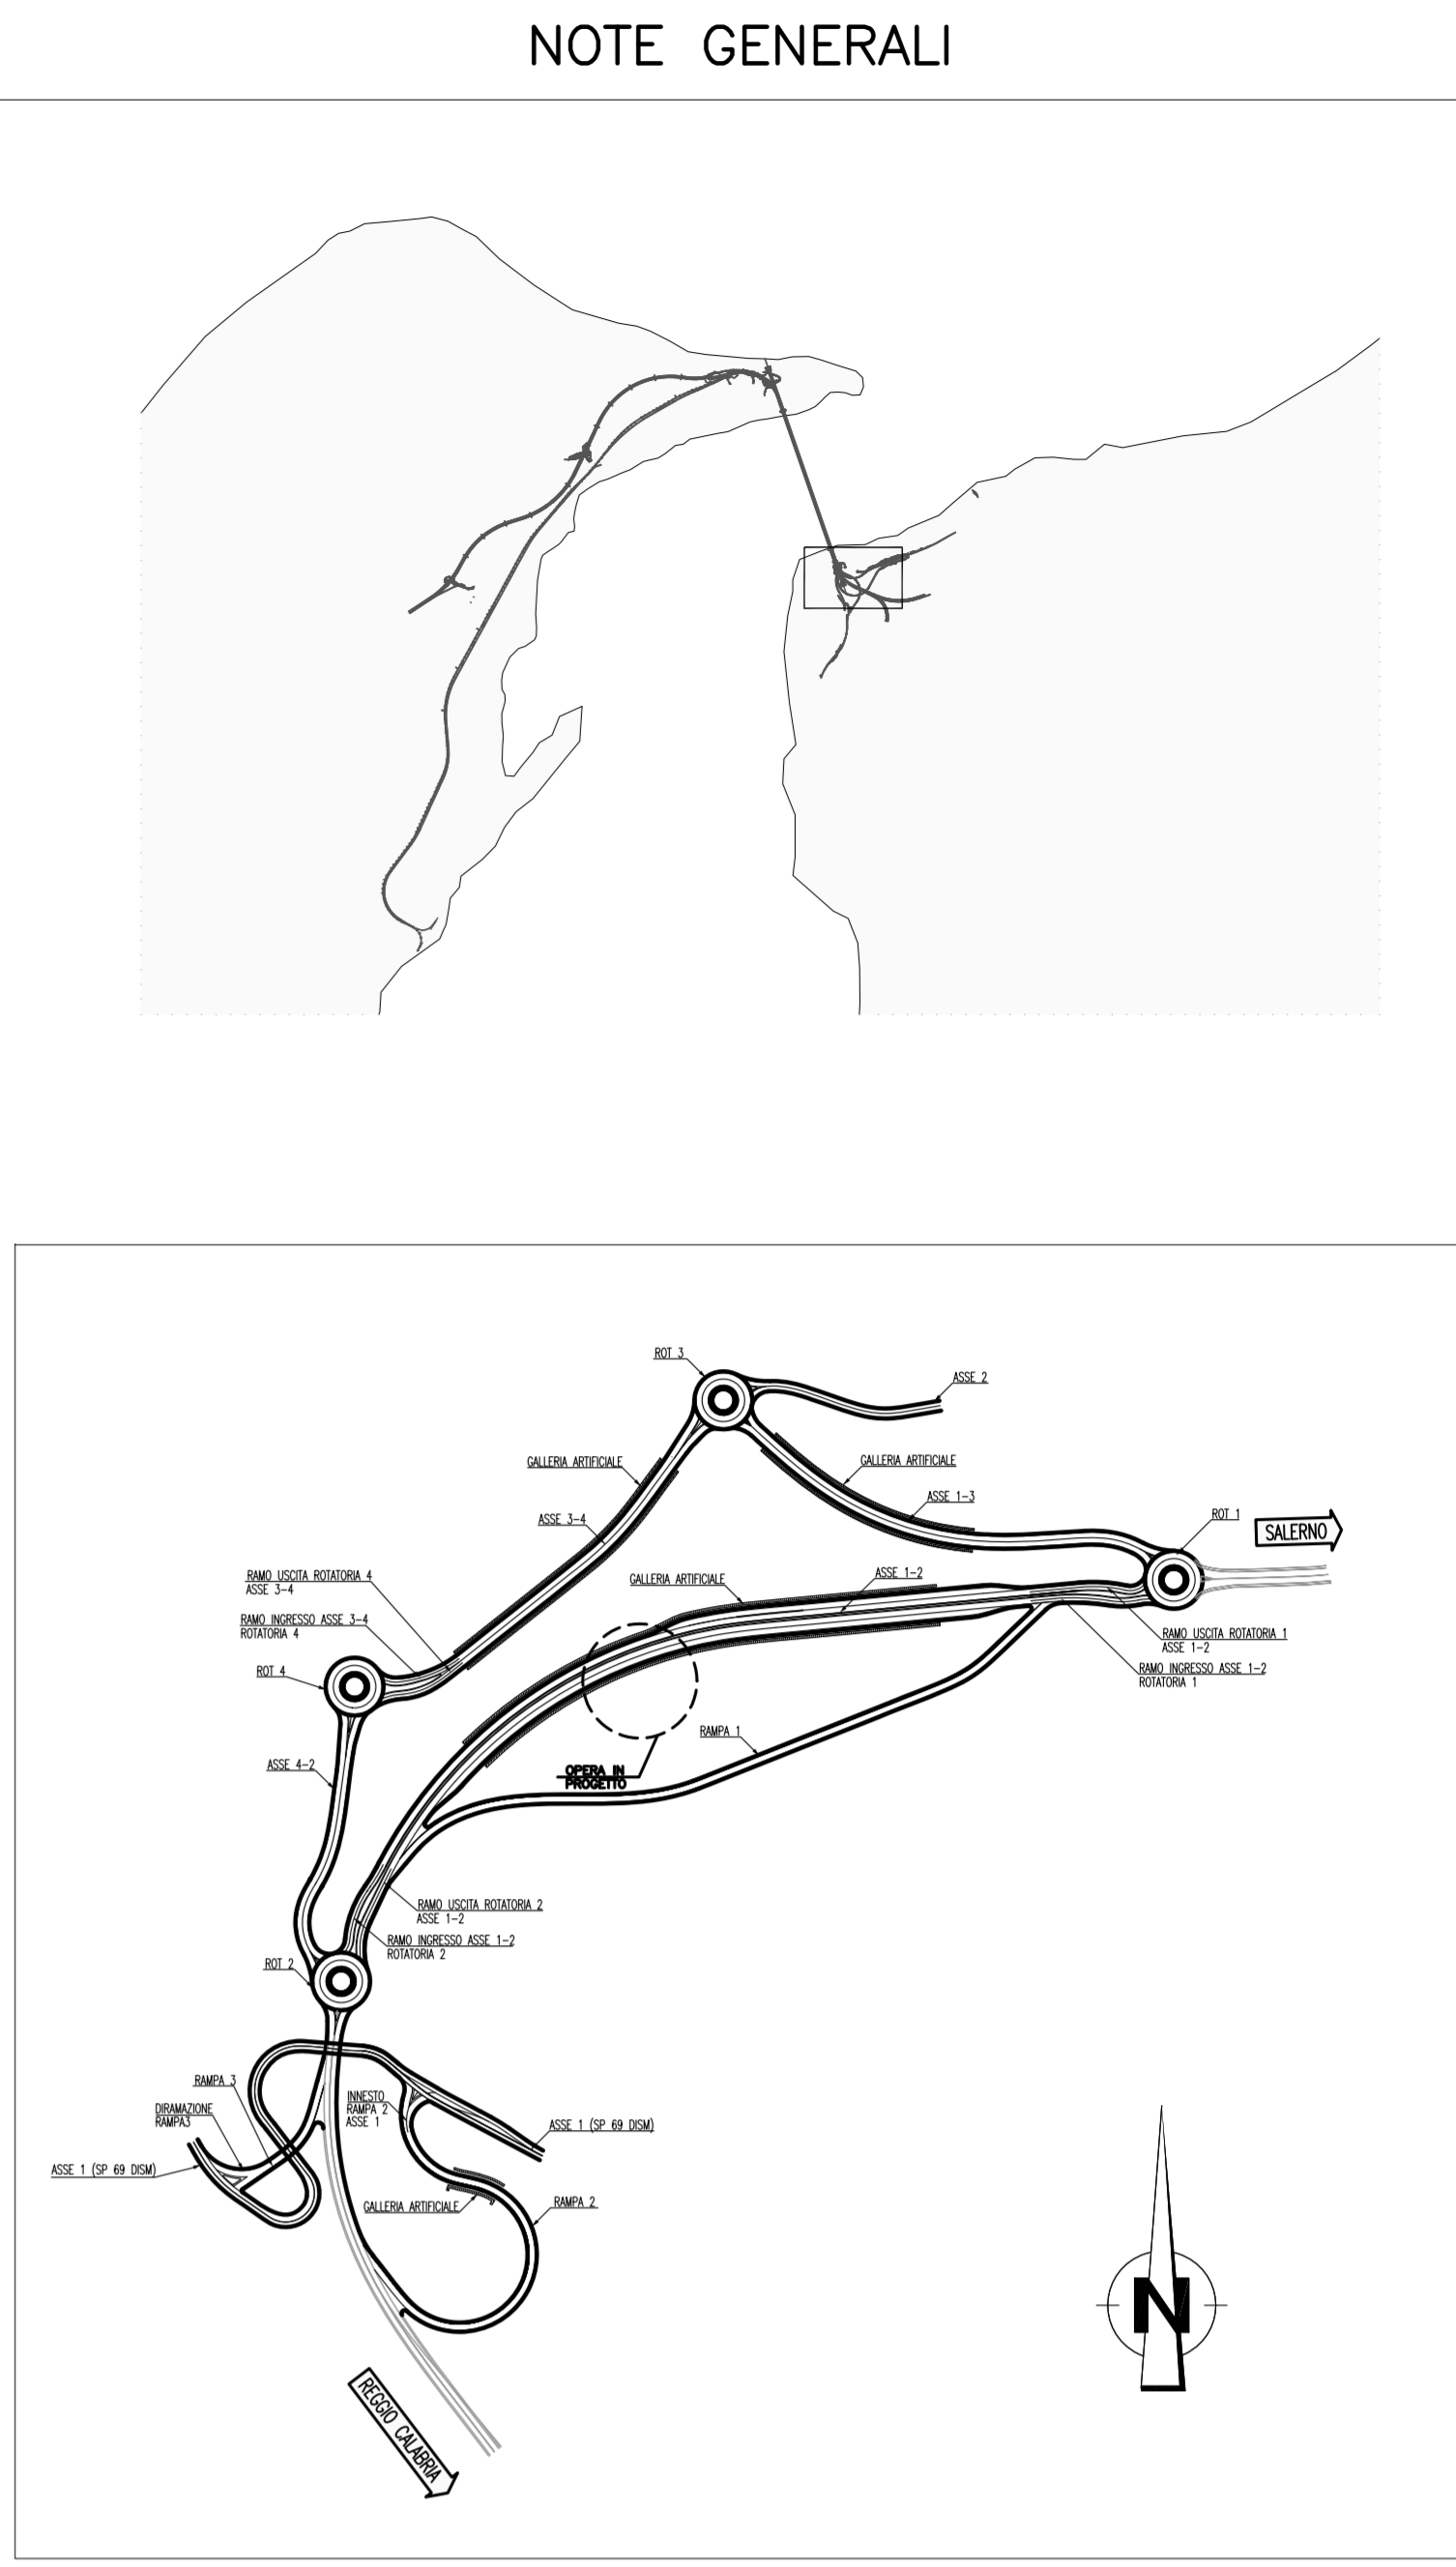 NOTE GENERALI
ROT 3
ASSE 2
GALLERIA ARTIFICIALE
GALLERIA ARTIFICIALE
ASSE 1-3
ASSE 3-4
ROT 1
SALERNO
RAMO USCITA ROTATORIA 4
ASSE 3-4
GALLERIA ARTIFICIALE
ASSE 1-2
RAMO INGRESSO ASSE 3-4
ROTATORIA 4
RAMO USCITA ROTATORIA 1
ASSE 1-2
ROT 4
RAMO INGRESSO ASSE 1-2
ROTATORIA 1
RAMPA 1
ASSE 4-2
OPERA IN
PROGETTO
RAMO USCITA ROTATORIA 2
ASSE 1-2
RAMO INGRESSO ASSE 1-2
ROTATORIA 2
ROT 2
RAMPA 3
DIRAMAZIONE
RAMPA3
INNESTO
RAMPA 2
ASSE 1
ASSE 1 (SP 69 DISM)
ASSE 1 (SP 69 DISM)
GALLERIA ARTIFICIALE
RAMPA 2
N
REGGIO CALABRIA